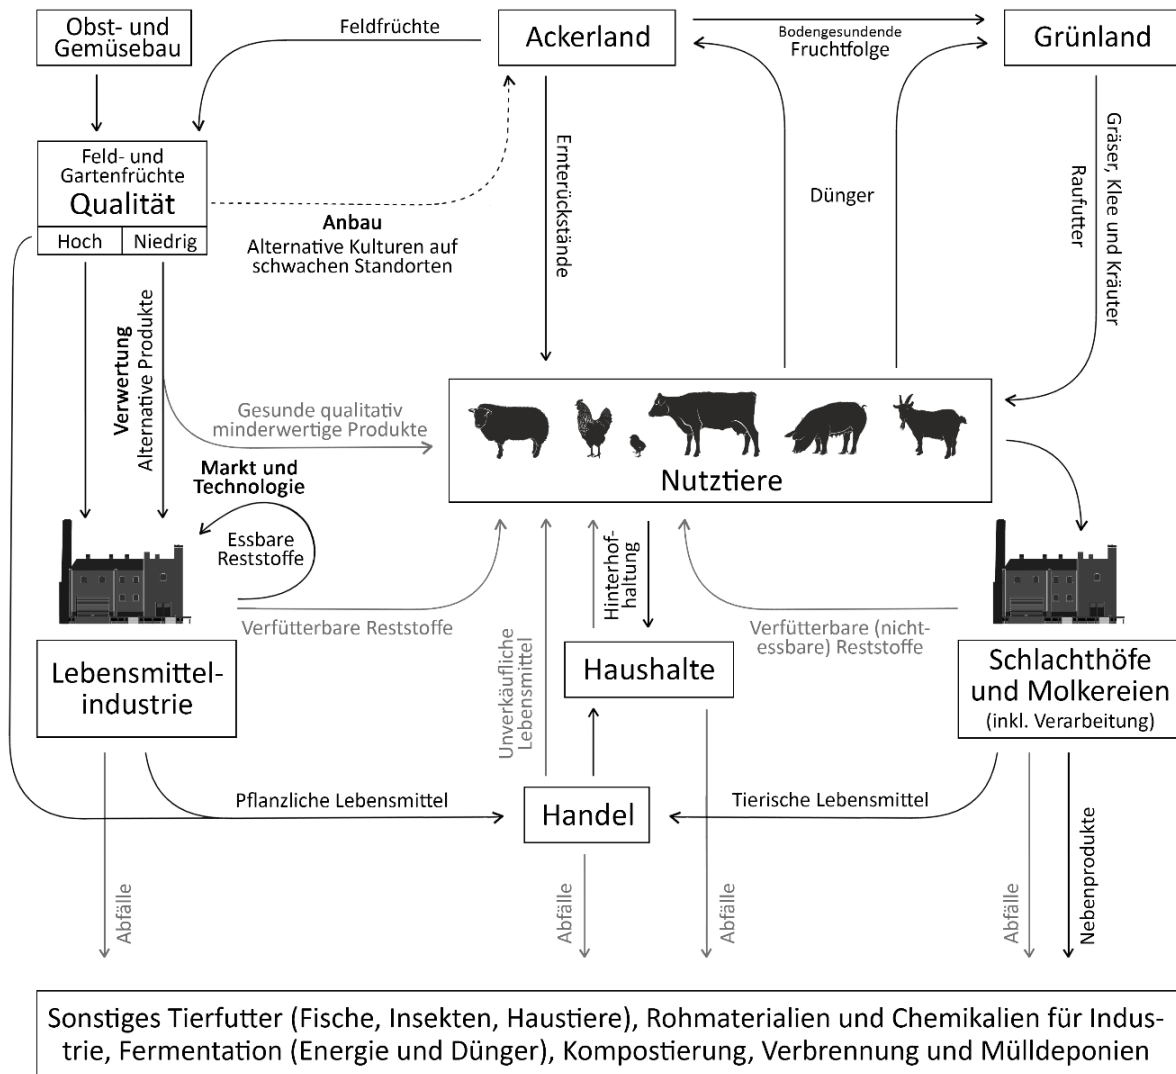 Obst- und
Gemüsebau
Feldfrüchte
Ackerland
Bodengesundende
Fruchtfolge
Grünland
Feld- und
Gartenfrüchte
Qualität
Hoch
Niedrig
Anbau
Alternative Kulturen auf
schwachen Standorten
Ernterückstände
Dünger
Gräser, Klee und Kräuter
Raufutter
Verwertung
Alternative Produkte
Gesunde qualitativ
minderwertige Produkte
Nutztiere
Markt und
Technologie
Essbare
Reststoffe
Verfütterbare Reststoffe
Hinterhof-
haltung
Verfütterbare (nicht-
essbare) Reststoffe
Lebensmittel-
industrie
Unverkäufliche
Lebensmittel
Haushalte
Schlachthöfe
und Molkereien
(inkl. Verarbeitung)
Pflanzliche Lebensmittel
Handel
Tierische Lebensmittel
Abfälle
Abfälle
Abfälle
Abfälle
Nebenprodukte
Sonstiges Tierfutter (Fische, Insekten, Haustiere), Rohmaterialien und Chemikalien für Indus-
trie, Fermentation (Energie und Dünger), Kompostierung, Verbrennung und Mülldeponien